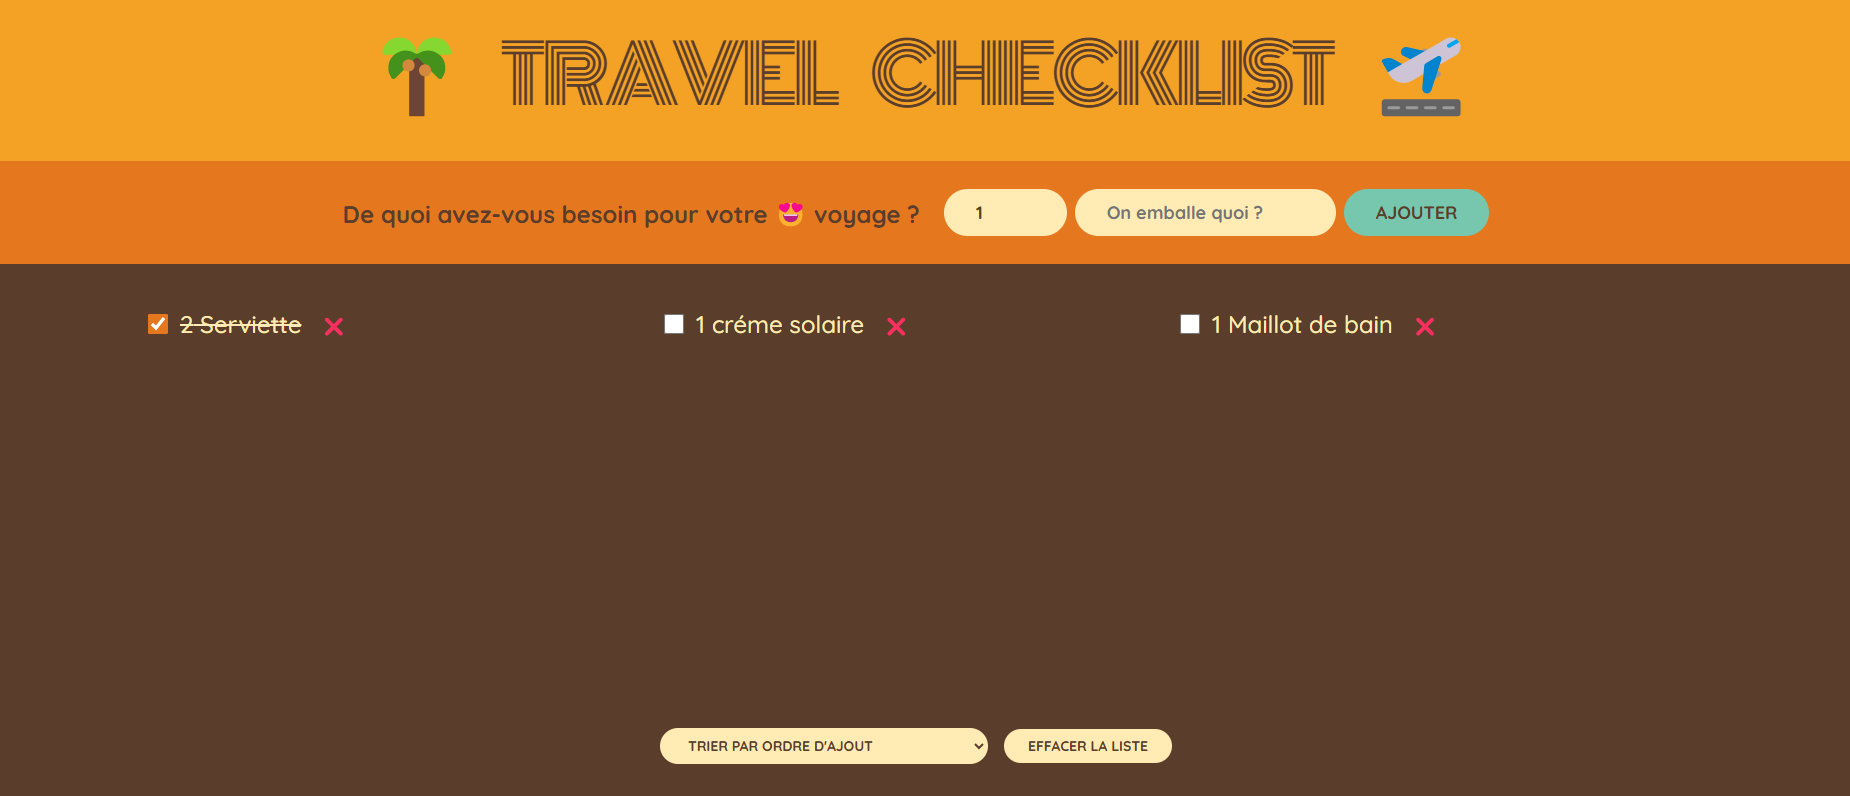 TRAVEL CHECKLIST
De quoi avez-vous besoin pour votre 😍 voyage ? 1 On emballe quoi ? AJOUTER
2 Serviette 1 créme solaire 1 Maillot de bain
TRIER PAR ORDRE D'AJOUT EFFACER LA LISTE